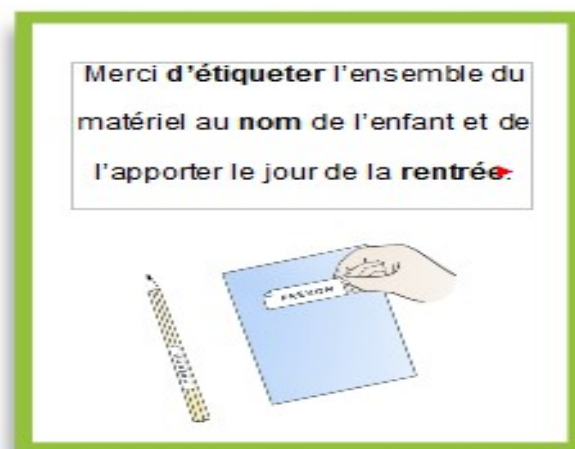 Merci d'étiqueter l'ensemble du
matériel au nom de l'enfant et de
l'apporter le jour de la rentrée.